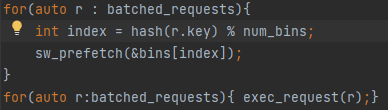 for(auto r : batched_requests){
    int index = hash(r.key) % num_bins;
    sw_prefetch(&bins[index]);
}
for(auto r:batched_requests){ exec_request(r);}